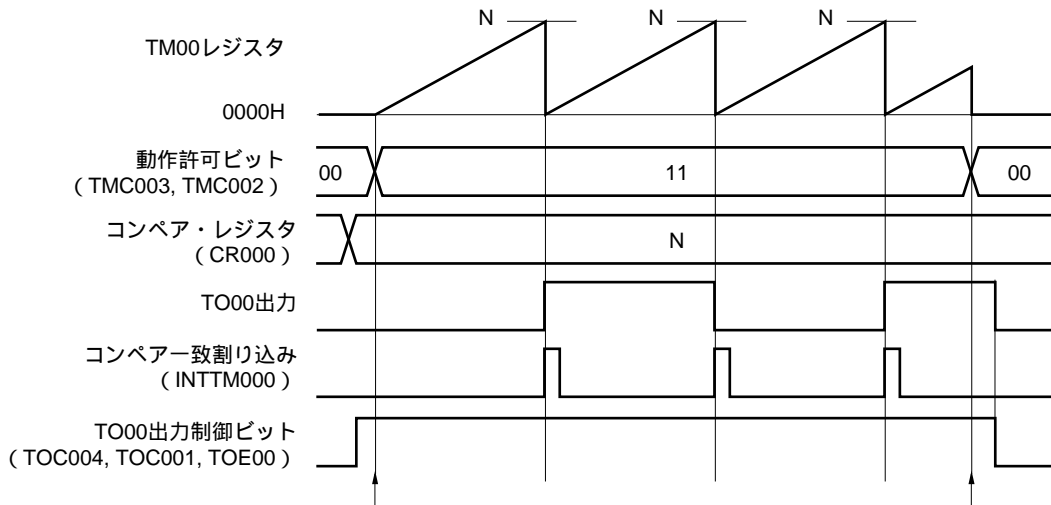 N N N
TM00レジスタ
0000H
動作許可ビット
(TMC003, TMC002)
00 11 00
コンペア・レジスタ
(CR000)
N
TO00出力
コンペア一致割り込み
(INTTM000)
TO00出力制御ビット
(TOC004, TOC001, TOE00)